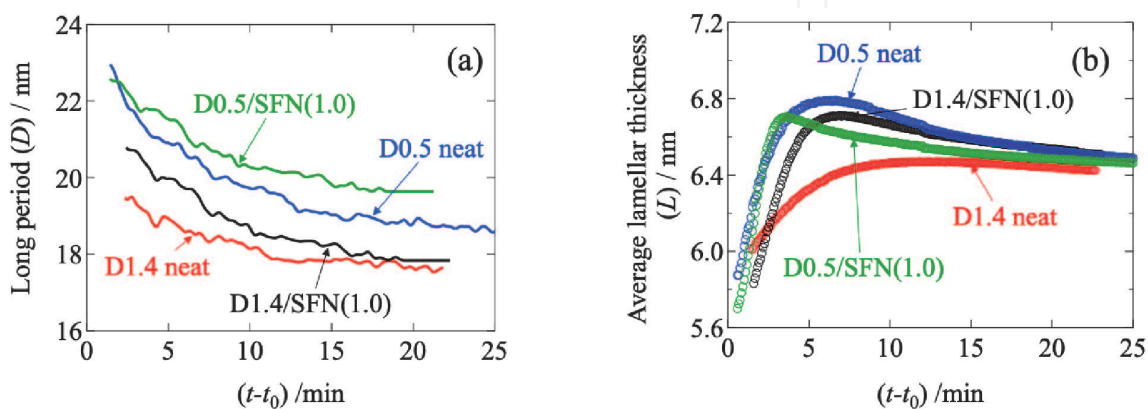 24
22
20
18
16
0
5
10
15
20
25
Long period (D) / nm
(t-t0) /min
(a)
D0.5/SFN(1.0)
D0.5 neat
D1.4 neat
D1.4/SFN(1.0)
7.2
6.8
6.4
6.0
5.6
0
5
10
15
20
25
Average lamellar thickness
(L) / nm
(t-t0) /min
(b)
D0.5 neat
D1.4/SFN(1.0)
D1.4 neat
D0.5/SFN(1.0)